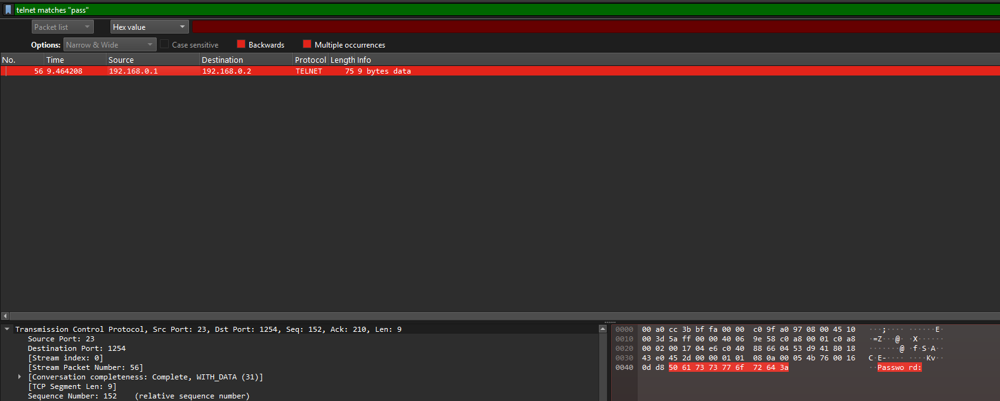 telnet matches "pass"
Packet list Hex value
Options: Narrow & Wide Case sensitive Backwards Multiple occurrences
No. Time Source Destination Protocol Length Info
56 9.464208 192.168.0.1 192.168.0.2 TELNET 75 9 bytes data
Transmission Control Protocol, Src Port: 23, Dst Port: 1254, Seq: 152, Ack: 210, Len: 9
Source Port: 23
Destination Port: 1254
[Stream index: 0]
[Stream Packet Number: 56]
[Conversation completeness: Complete, WITH_DATA (31)]
[TCP Segment Len: 9]
Sequence Number: 152 (relative sequence number)
0000 00 a0 cc 3b bf fa 00 00 c0 9f a0 97 08 00 45 10 ···;···· ······E·
0010 00 3d 5a ff 00 00 40 06 9e 58 c0 a8 00 01 c0 a8 ·=Z···@· ·X······
0020 00 02 00 17 04 e6 c0 40 88 66 04 53 d9 41 80 18 ·······@ ·f·S·A··
0030 43 e0 45 2d 00 00 01 01 08 0a 00 05 4b 76 00 16 C·E-···· ····Kv··
0040 0d d8 50 61 73 73 77 6f 72 64 3a ··Passwo rd: